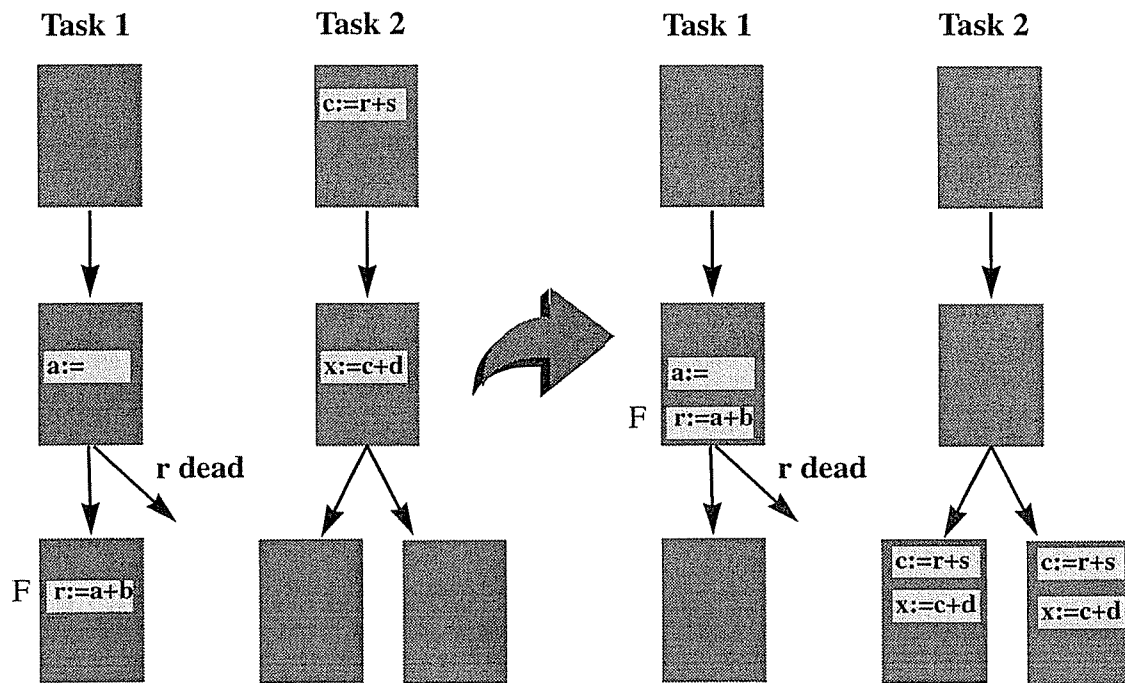 Task 1
Task 2
c:=r+s
a:=
x:=c+d
r dead
F
r:=a+b
Task 1
Task 2
a:=
F
r:=a+b
r dead
c:=r+s
x:=c+d
c:=r+s
x:=c+d